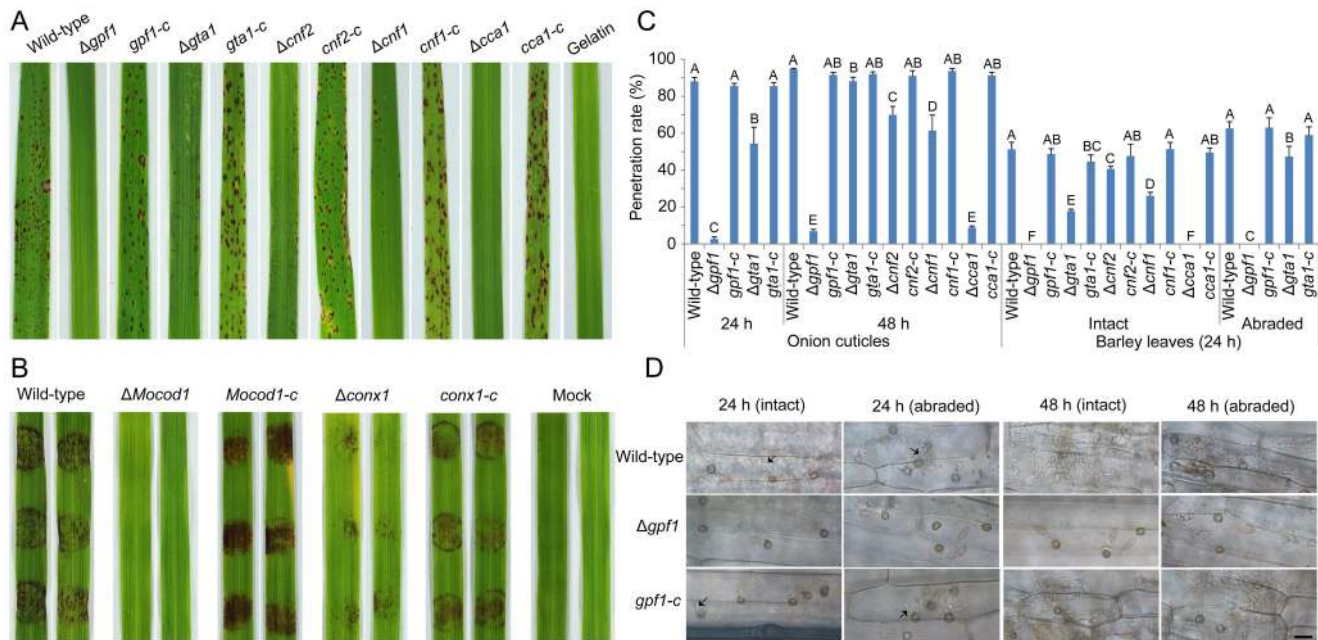 A
Wild-type Δgpf1 gpf1-c Δgta1 gta1-c Δcnf2 cnf2-c Δcnf1 cnf1-c Δcca1 cca1-c Gelatin
B
Wild-type ΔMocod1 Mocod1-c Δconx1 conx1-c Mock
C
Penetration rate (%)
100
80
60
40
20
0
A C A B A A E AB B AB C AB D AB E AB A F AB D BC C AB D A F AB A C A B A
Wild-type Δgpf1 gpf1-c Δgta1 gta1-c Wild-type Δgpf1 gpf1-c Δgta1 gta1-c Δcnf2 cnf2-c Δcnf1 cnf1-c Δcca1 cca1-c Wild-type Δgpf1 gpf1-c Δgta1 gta1-c Δcnf2 cnf2-c Δcnf1 cnf1-c Δcca1 cca1-c Wild-type Δgpf1 gpf1-c Δgta1 gta1-c
24 h 48 h Intact Abraded
Onion cuticles Barley leaves (24 h)
D
24 h (intact) 24 h (abraded) 48 h (intact) 48 h (abraded)
Wild-type
Δgpf1
gpf1-c